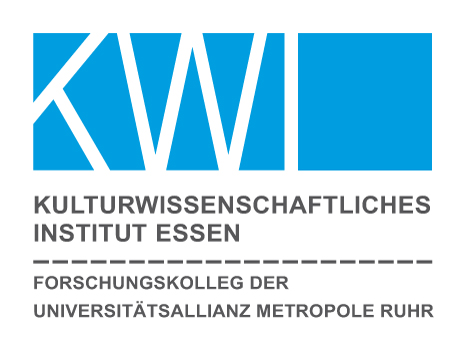 KWI
KULTURWISSENSCHAFTLICHES
INSTITUT ESSEN
FORSCHUNGSKOLLEG DER
UNIVERSITÄTSALLIANZ METROPOLE RUHR